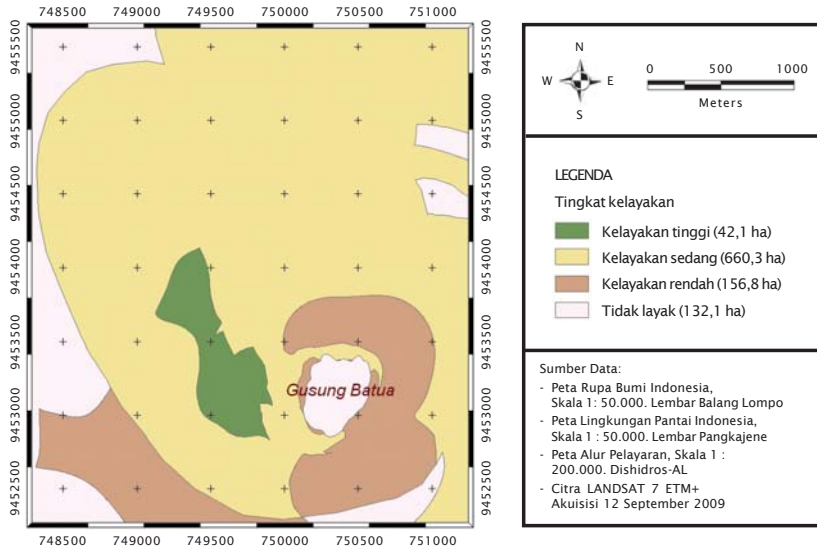 748500 749000 749500 750000 750500 751000
9455500
9455000
9454500
9454000
9453500
9453000
9452500
9455500
9455000
9454500
9454000
9453500
9453000
9452500
Gusung Batua
748500 749000 749500 750000 750500 751000
N
W E
S
0 500 1000
Meters
LEGENDA
Tingkat kelayakan
Kelayakan tinggi (42,1 ha)
Kelayakan sedang (660,3 ha)
Kelayakan rendah (156,8 ha)
Tidak layak (132,1 ha)
Sumber Data:
- Peta Rupa Bumi Indonesia,
Skala 1: 50.000. Lembar Balang Lompo
- Peta Lingkungan Pantai Indonesia,
Skala 1 : 50.000. Lembar Pangkajene
- Peta Alur Pelayaran, Skala 1 :
200.000. Dishidros-AL
- Citra LANDSAT 7 ETM+
Akuisisi 12 September 2009